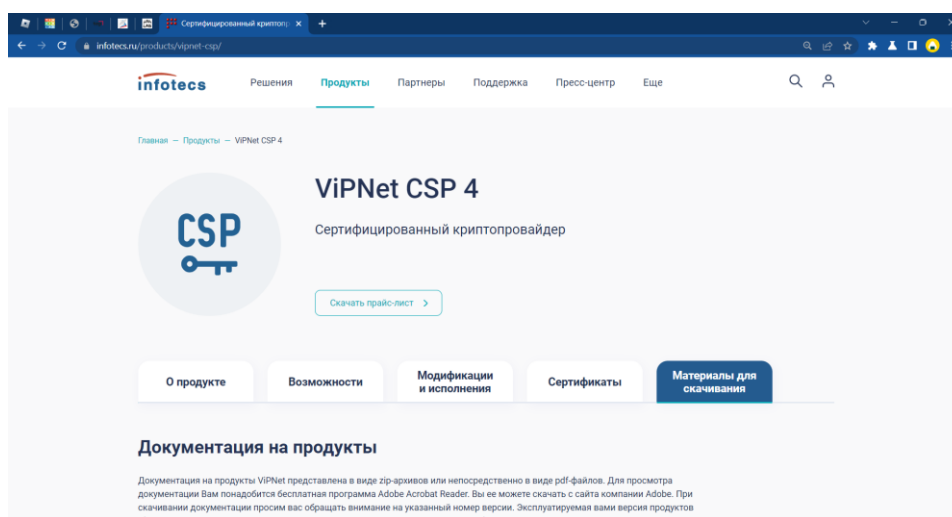 Сертифицированный криптопр
infotecs.ru/products/vipnet-csp/
infotecs
Решения Продукты Партнеры Поддержка Пресс-центр Еще
Главная — Продукты — ViPNet CSP 4
CSP
ViPNet CSP 4
Сертифицированный криптопровайдер
Скачать прайс-лист
О продукте Возможности Модификации и исполнения Сертификаты Материалы для скачивания
Документация на продукты
Документация на продукты ViPNet представлена в виде zip-архивов или непосредственно в виде pdf-файлов. Для просмотра
документации Вам понадобится бесплатная программа Adobe Acrobat Reader. Вы ее можете скачать с сайта компании Adobe. При
скачивании документации просим вас обращать внимание на указанный номер версии. Эксплуатируемая вами версия продуктов